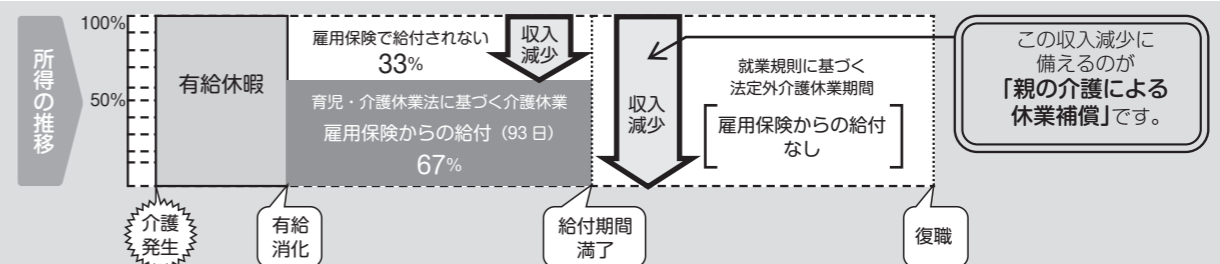 所得の推移
100%
50%
有給休暇
雇用保険で給付されない
33%
収入
減少
育児・介護休業法に基づく介護休業
雇用保険からの給付（93 日）
67%
収入
減少
就業規則に基づく
法定外介護休業期間
雇用保険からの給付
なし
この収入減少に
備えるのが
「親の介護による
休業補償」です。
介護
発生
有給
消化
給付期間
満了
復職